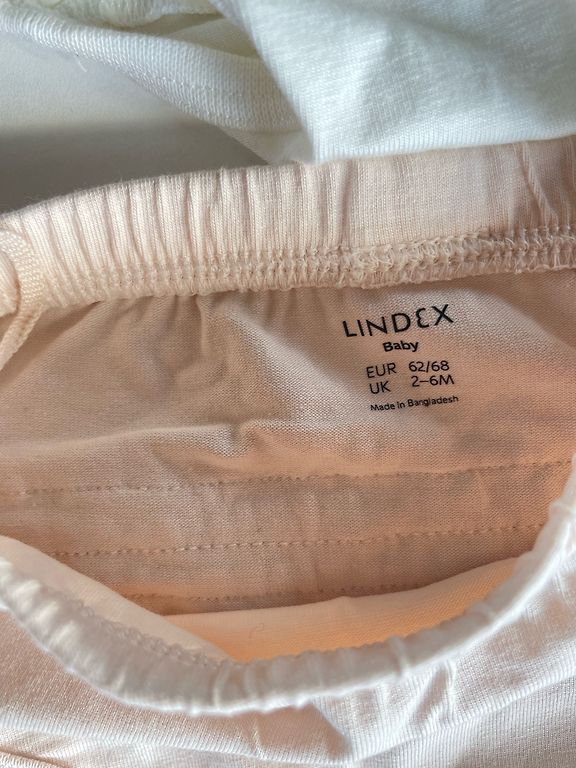 LINDEX
Baby
EUR 62/68
UK 2–6M
Made in Bangladesh